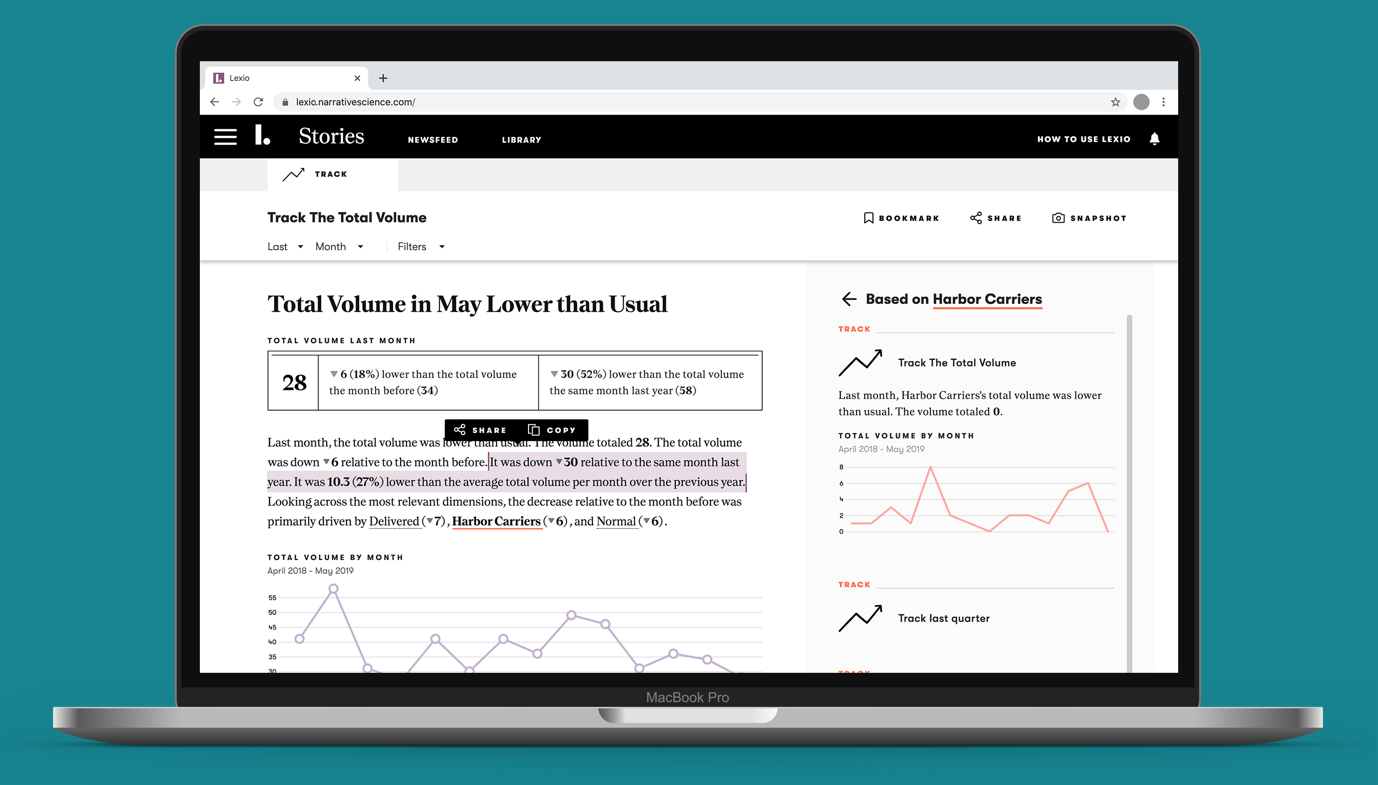 Lexio
lexio.narrativescience.com/
l.
Stories
NEWSFEED
LIBRARY
HOW TO USE LEXIO
TRACK
Track The Total Volume
BOOKMARK
SHARE
SNAPSHOT
Last
Month
Filters
Total Volume in May Lower than Usual
TOTAL VOLUME LAST MONTH
28
▼ 6 (18%) lower than the total volume
the month before (34)
▼ 30 (52%) lower than the total volume
the same month last year (58)
SHARE
COPY
Last month, the total volume was lower than usual. The volume totaled 28. The total volume
was down ▼6 relative to the month before. It was down ▼30 relative to the same month last
year. It was 10.3 (27%) lower than the average total volume per month over the previous year.
Looking across the most relevant dimensions, the decrease relative to the month before was
primarily driven by Delivered (▼7), Harbor Carriers (▼6), and Normal (▼6).
TOTAL VOLUME BY MONTH
April 2018 - May 2019
55
50
45
40
35
30
Based on Harbor Carriers
TRACK
Track The Total Volume
Last month, Harbor Carriers's total volume was lower
than usual. The volume totaled 0.
TOTAL VOLUME BY MONTH
April 2018 - May 2019
8
6
4
2
0
TRACK
Track last quarter
TRACK
MacBook Pro